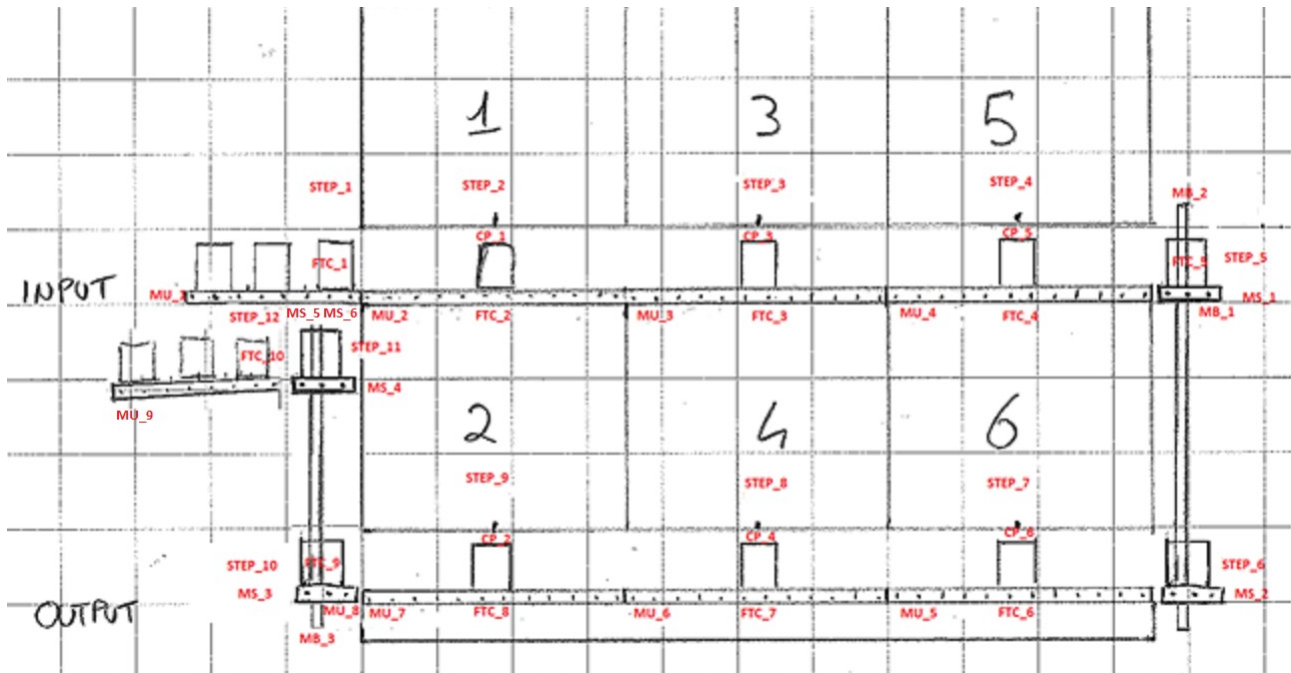 1 3 5
STEP_1 STEP_2 STEP_3 STEP_4
MB_2
CP_1 CP_3 CP_5
FTC_1 FTC_5 STEP_5
INPUT
MS_1
STEP_12 MS_5 MS_6 MU_2 FTC_2 MU_3 FTC_3 MU_4 FTC_4 MB_1
FTC_10 STEP_11
MS_4
MU_9
2 4 6
STEP_9 STEP_8 STEP_7
CP_2 CP_4 CP_6
STEP_10 FTC_9 STEP_6
MS_3 MS_2
OUTPUT MU_8 MU_7 FTC_8 MU_6 FTC_7 MU_5 FTC_6
MB_3